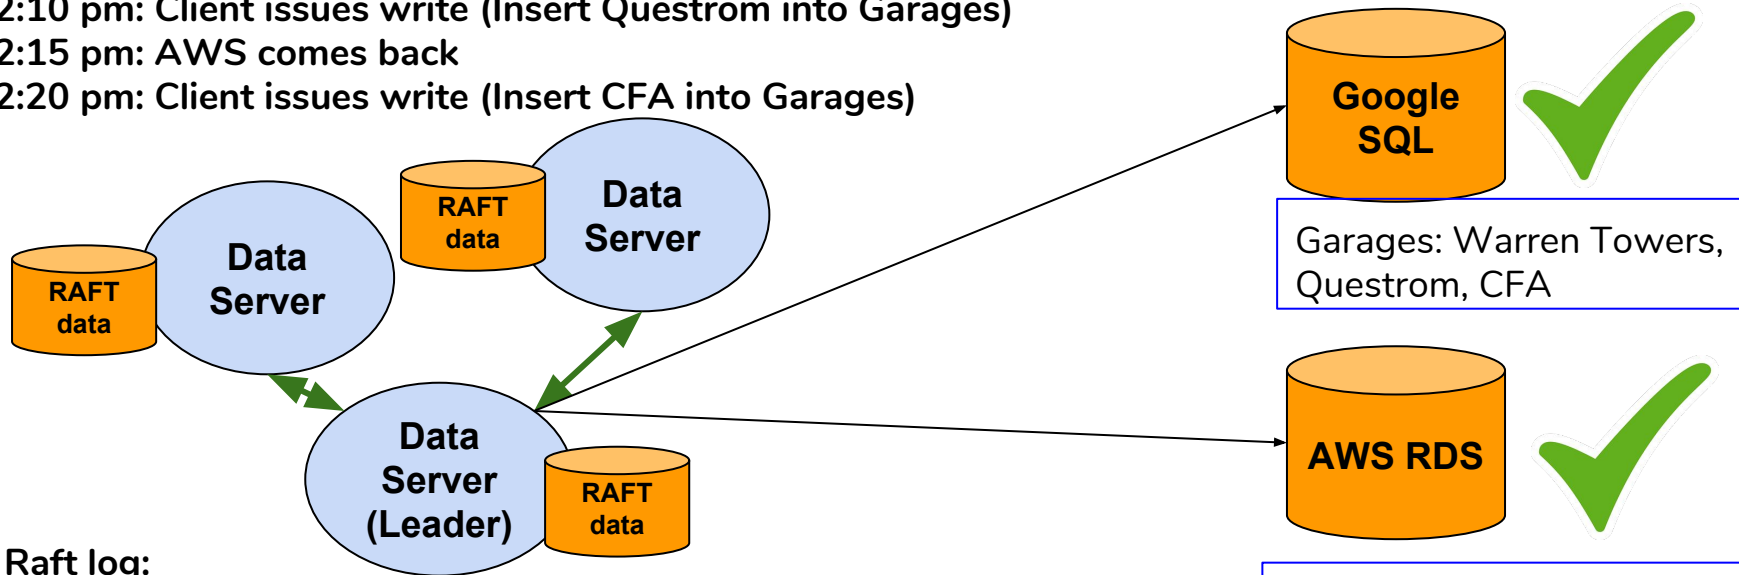 2:10 pm: Client issues write (Insert Questrom into Garages)
2:15 pm: AWS comes back
2:20 pm: Client issues write (Insert CFA into Garages)
Google
SQL
Garages: Warren Towers,
Questrom, CFA
RAFT
data
Data
Server
RAFT
data
Data
Server
Data
Server
(Leader)
RAFT
data
AWS RDS
Raft log: